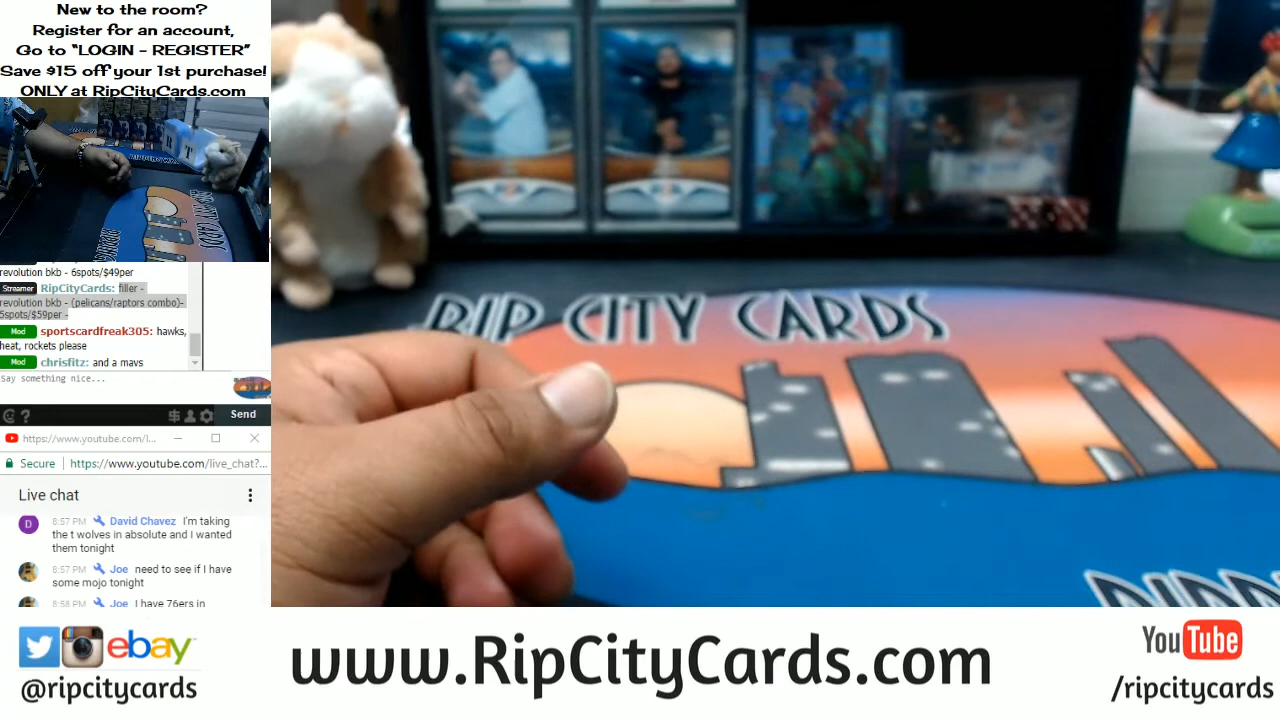 New to the room?
Register for an account,
Go to “LOGIN - REGISTER”
Save $15 off your 1st purchase!
ONLY at RipCityCards.com
revolution bkb - 6spots/$49per
Streamer RipCityCards: filler -
revolution bkb - {pelicans/raptors combo}-
5spots/$59per -
Mod sportscardfreak305: hawks,
heat, rockets please
Mod chrisfitz: and a mavs
Say something nice...
Send
https://www.youtube.com/l...
Secure https://www.youtube.com/live_chat?...
Live chat
D 8:57 PM David Chavez I'm taking
the t wolves in absolute and I wanted
them tonight
8:57 PM Joe need to see if I have
some mojo tonight
8:58 PM Joe I have 76ers in
RIP CITY CARDS
ebay
@ripcitycards
www.RipCityCards.com
YouTube
/ripcitycards